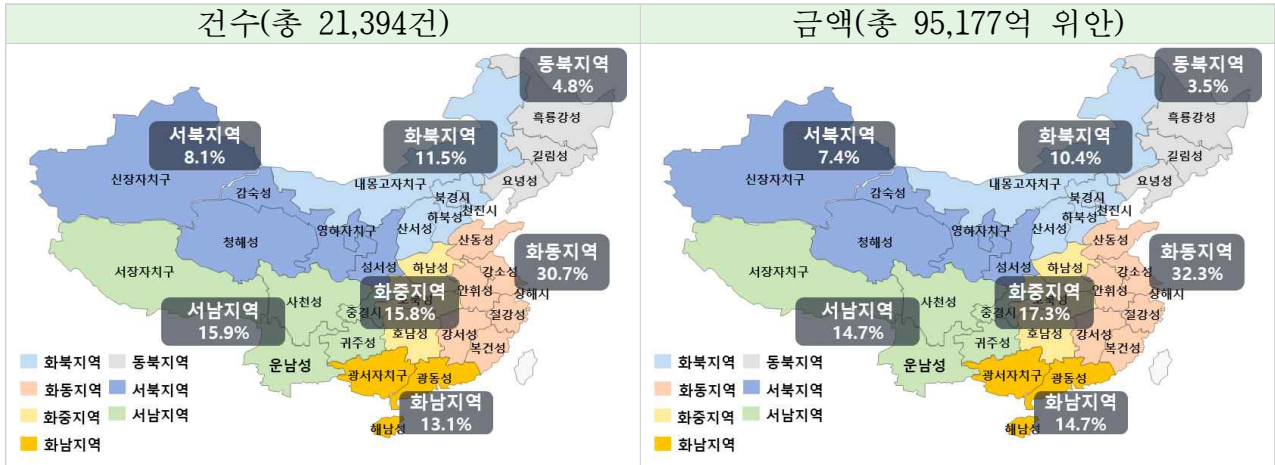 건수(총 21,394건)
동북지역
4.8%
흑룡강성
서북지역
8.1%
화북지역
11.5%
길림성
신장자치구
내몽고자치구
요녕성
감숙성
북경시
천진시
하북성
영하자치구
산서성
청해성
산동성
화동지역
30.7%
섬서성
하남성
강소성
서장자치구
화중지역
15.8%
안휘성
상해시
사천성
중경시
서남지역
15.9%
절강성
호남성
강서성
귀주성
복건성
운남성
광서자치구
광동성
화남지역
13.1%
해남성
화북지역
동북지역
화동지역
서북지역
화중지역
서남지역
화남지역
금액(총 95,177억 위안)
동북지역
3.5%
흑룡강성
서북지역
7.4%
화북지역
10.4%
길림성
신장자치구
내몽고자치구
요녕성
감숙성
북경시
천진시
하북성
영하자치구
산서성
청해성
산동성
화동지역
32.3%
섬서성
하남성
강소성
서장자치구
화중지역
17.3%
안휘성
상해시
사천성
중경시
서남지역
14.7%
절강성
호남성
강서성
귀주성
복건성
운남성
광서자치구
광동성
화남지역
14.7%
해남성
화북지역
동북지역
화동지역
서북지역
화중지역
서남지역
화남지역